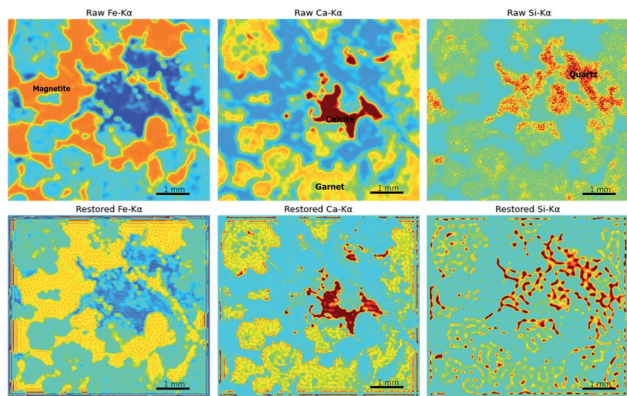 Raw Fe-Kα
Raw Ca-Kα
Raw Si-Kα
Magnetite
Calcite
Garnet
Quartz
1 mm
1 mm
1 mm
Restored Fe-Kα
Restored Ca-Kα
Restored Si-Kα
1 mm
1 mm
1 mm